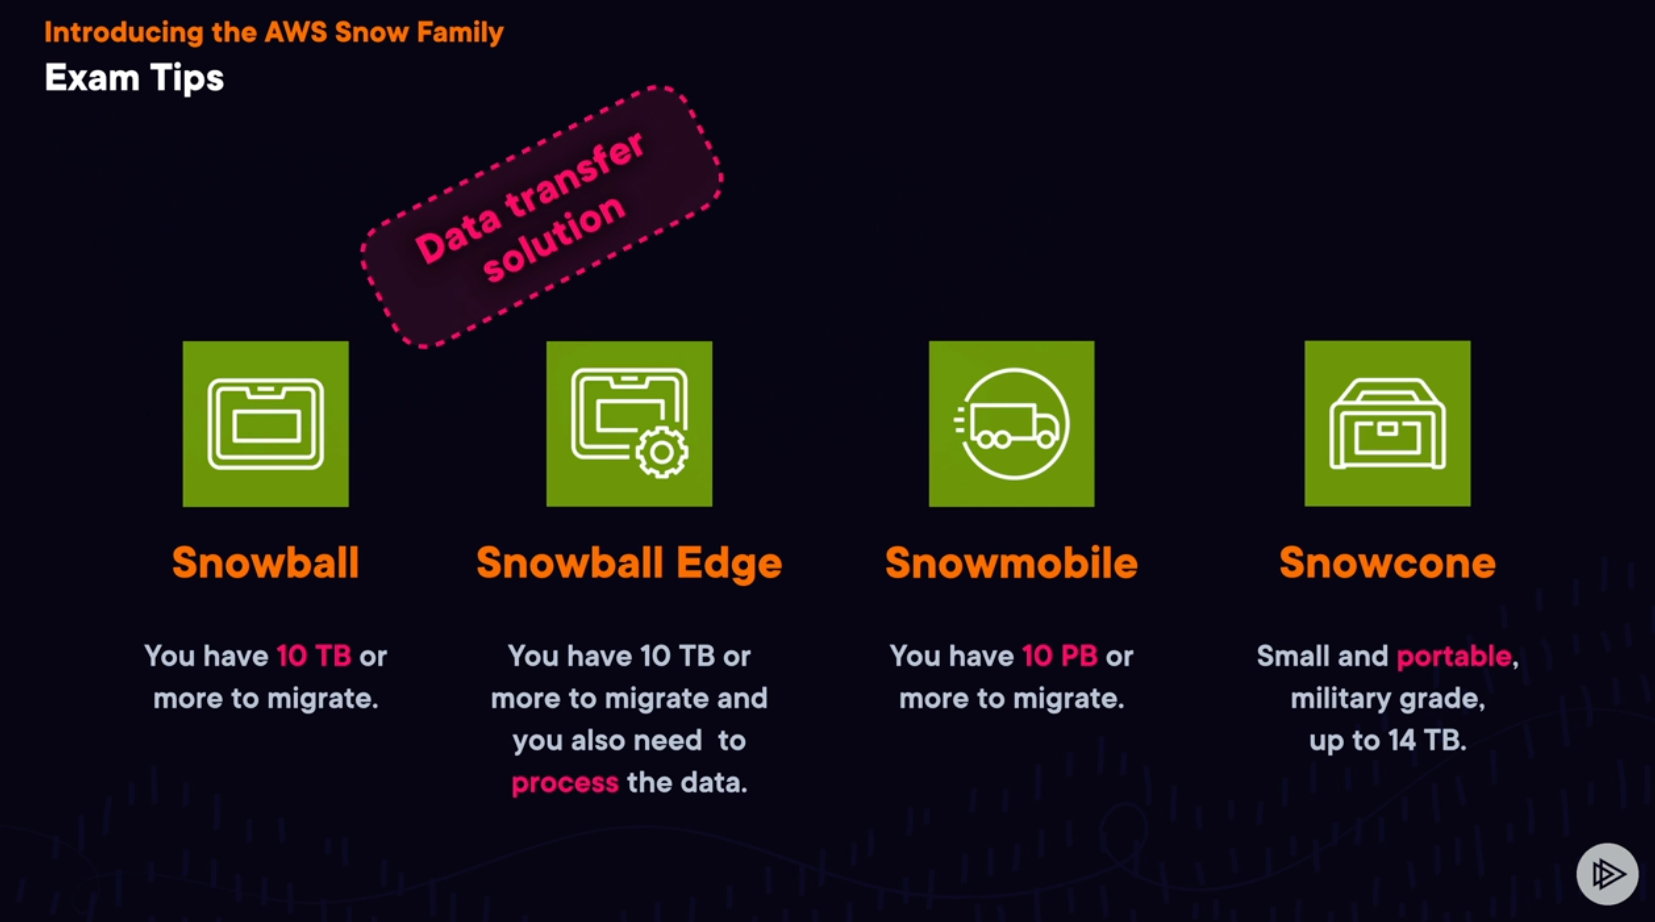 Introducing the AWS Snow Family
Exam Tips
Data transfer
solution
Snowball
You have 10 TB or
more to migrate.
Snowball Edge
You have 10 TB or
more to migrate and
you also need to
process the data.
Snowmobile
You have 10 PB or
more to migrate.
Snowcone
Small and portable,
military grade,
up to 14 TB.